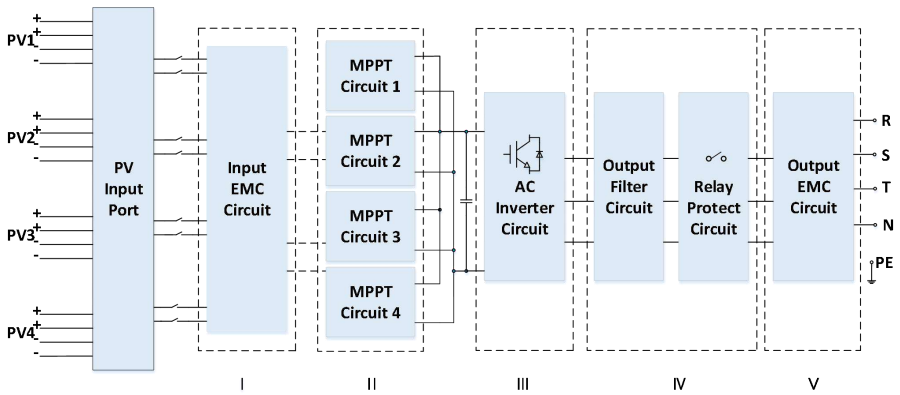 PV1
+
+
-
-
PV2
+
+
-
-
PV3
+
+
-
-
PV4
+
+
-
-
PV
Input
Port
Input
EMC
Circuit
MPPT
Circuit 1
MPPT
Circuit 2
MPPT
Circuit 3
MPPT
Circuit 4
AC
Inverter
Circuit
Output
Filter
Circuit
Relay
Protect
Circuit
Output
EMC
Circuit
R
S
T
N
PE
I
II
III
IV
V